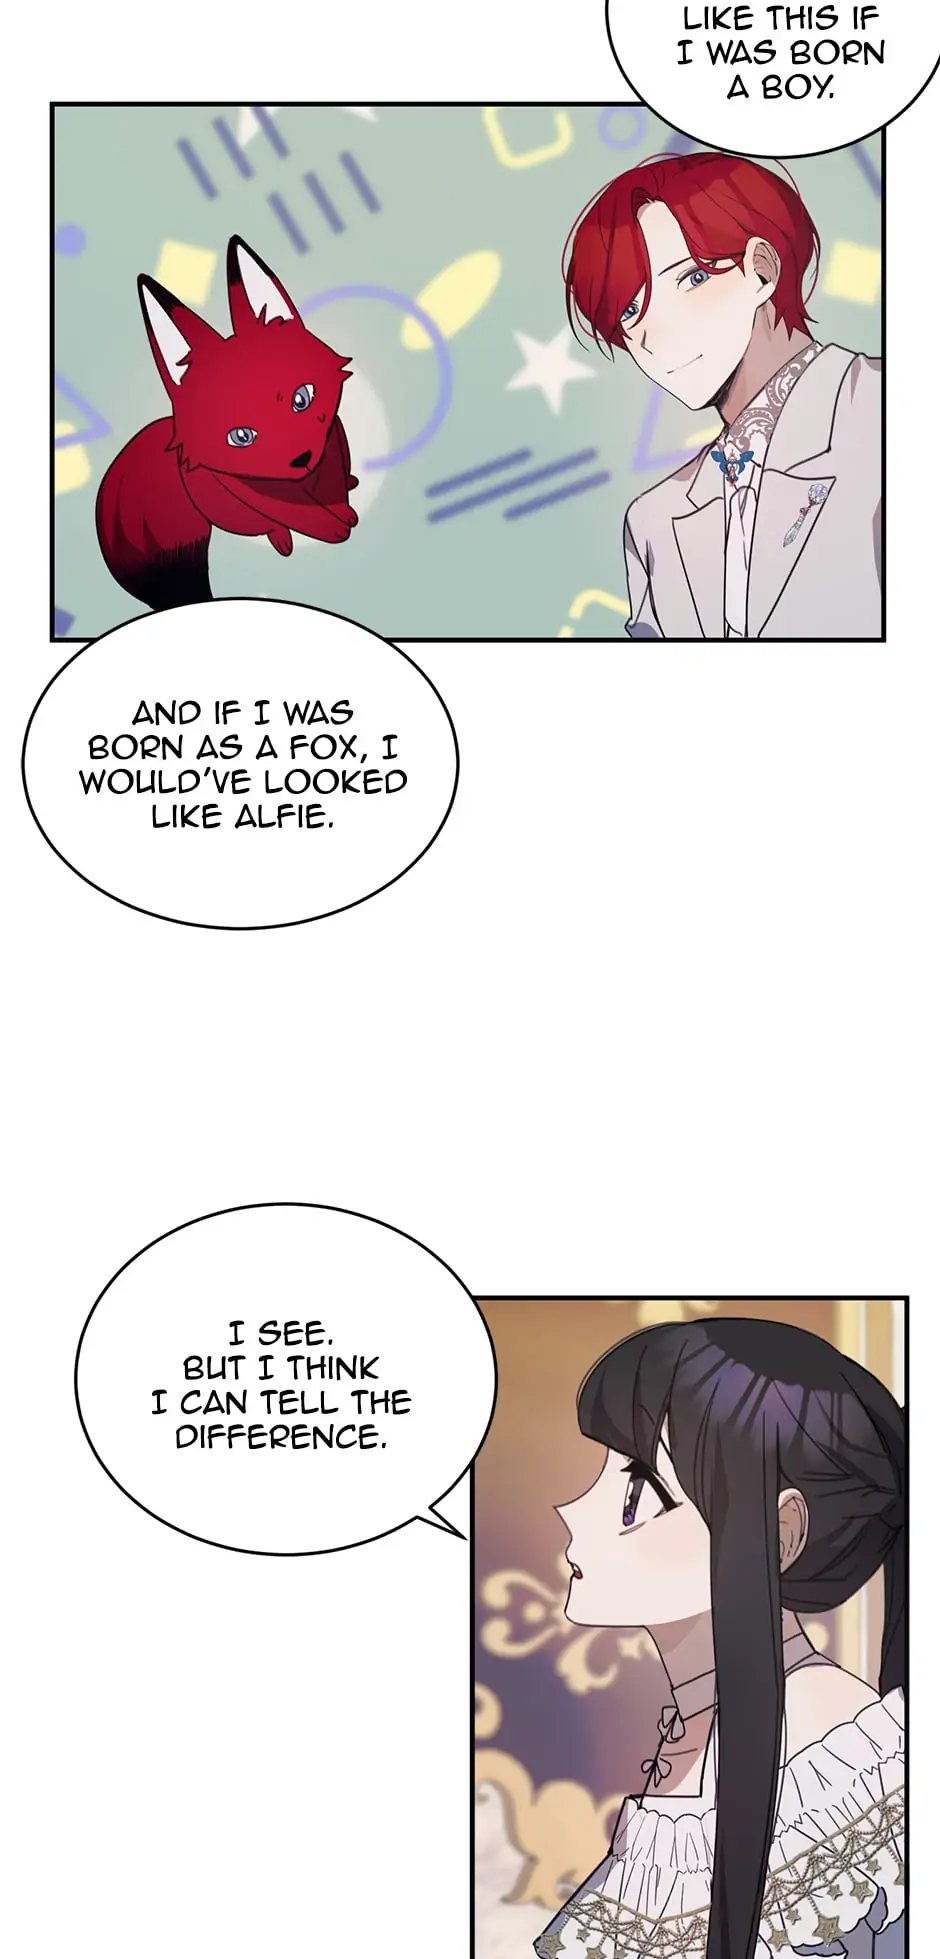 LIKE THIS IF
I WAS BORN
A BOY.
AND IF I WAS
BORN AS A FOX, I
WOULD'VE LOOKED
LIKE ALFIE.
I SEE.
BUT I THINK
I CAN TELL THE
DIFFERENCE.